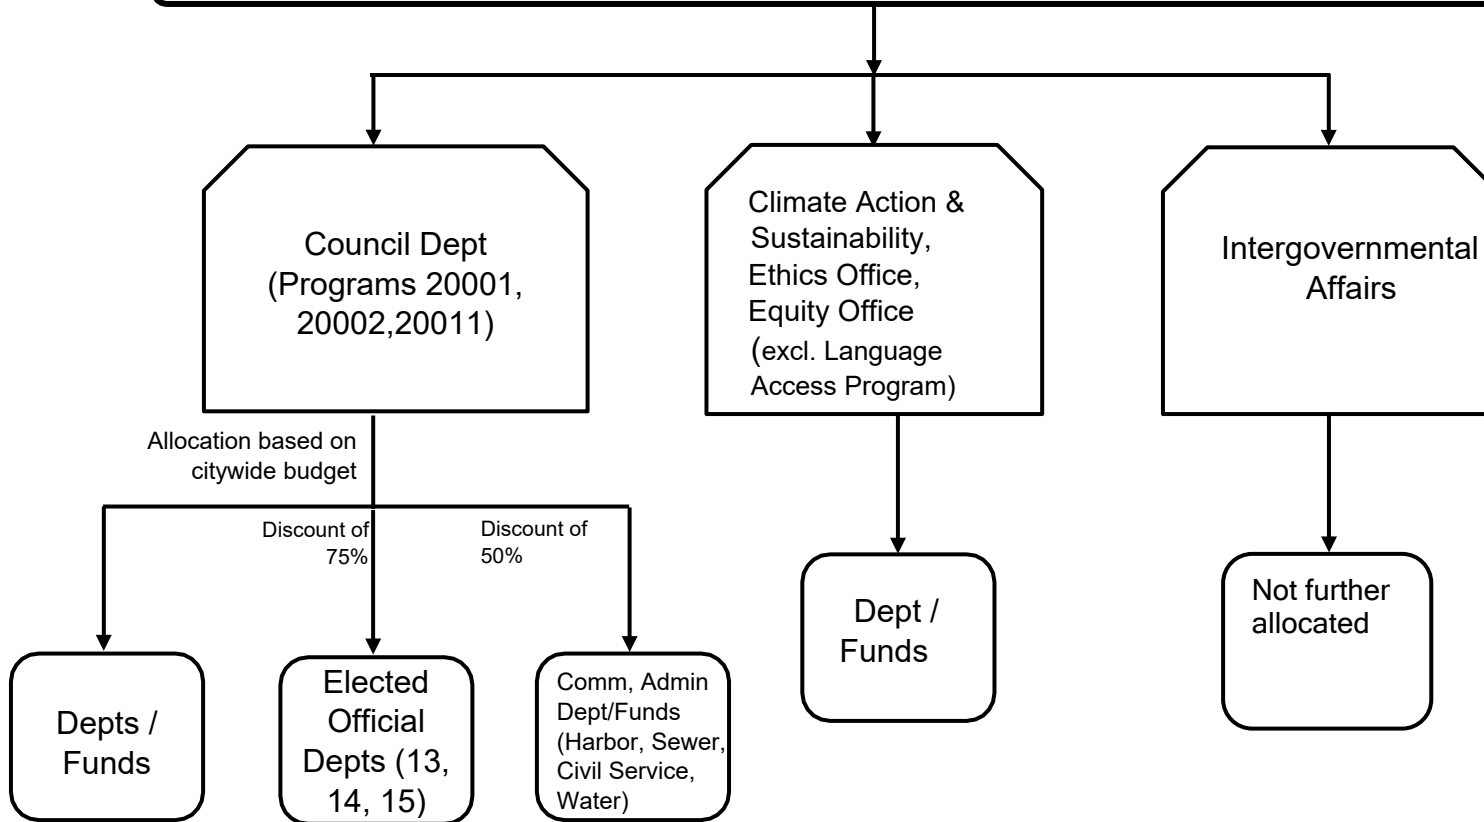 Council Dept
(Programs 20001,
20002,20011)
Climate Action &
Sustainability,
Ethics Office,
Equity Office
(excl. Language
Access Program)
Intergovernmental
Affairs
Allocation based on
citywide budget
Discount of
75%
Discount of
50%
Depts /
Funds
Elected
Official
Depts (13,
14, 15)
Comm, Admin
Dept/Funds
(Harbor, Sewer,
Civil Service,
Water)
Dept /
Funds
Not further
allocated